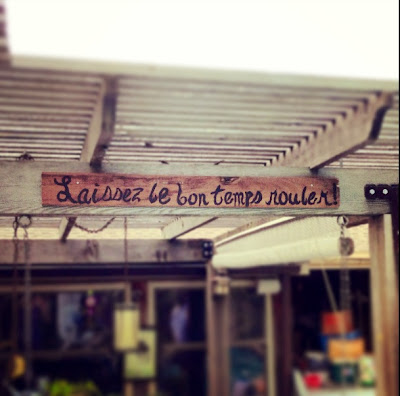 Laissez le bon temps rouler!